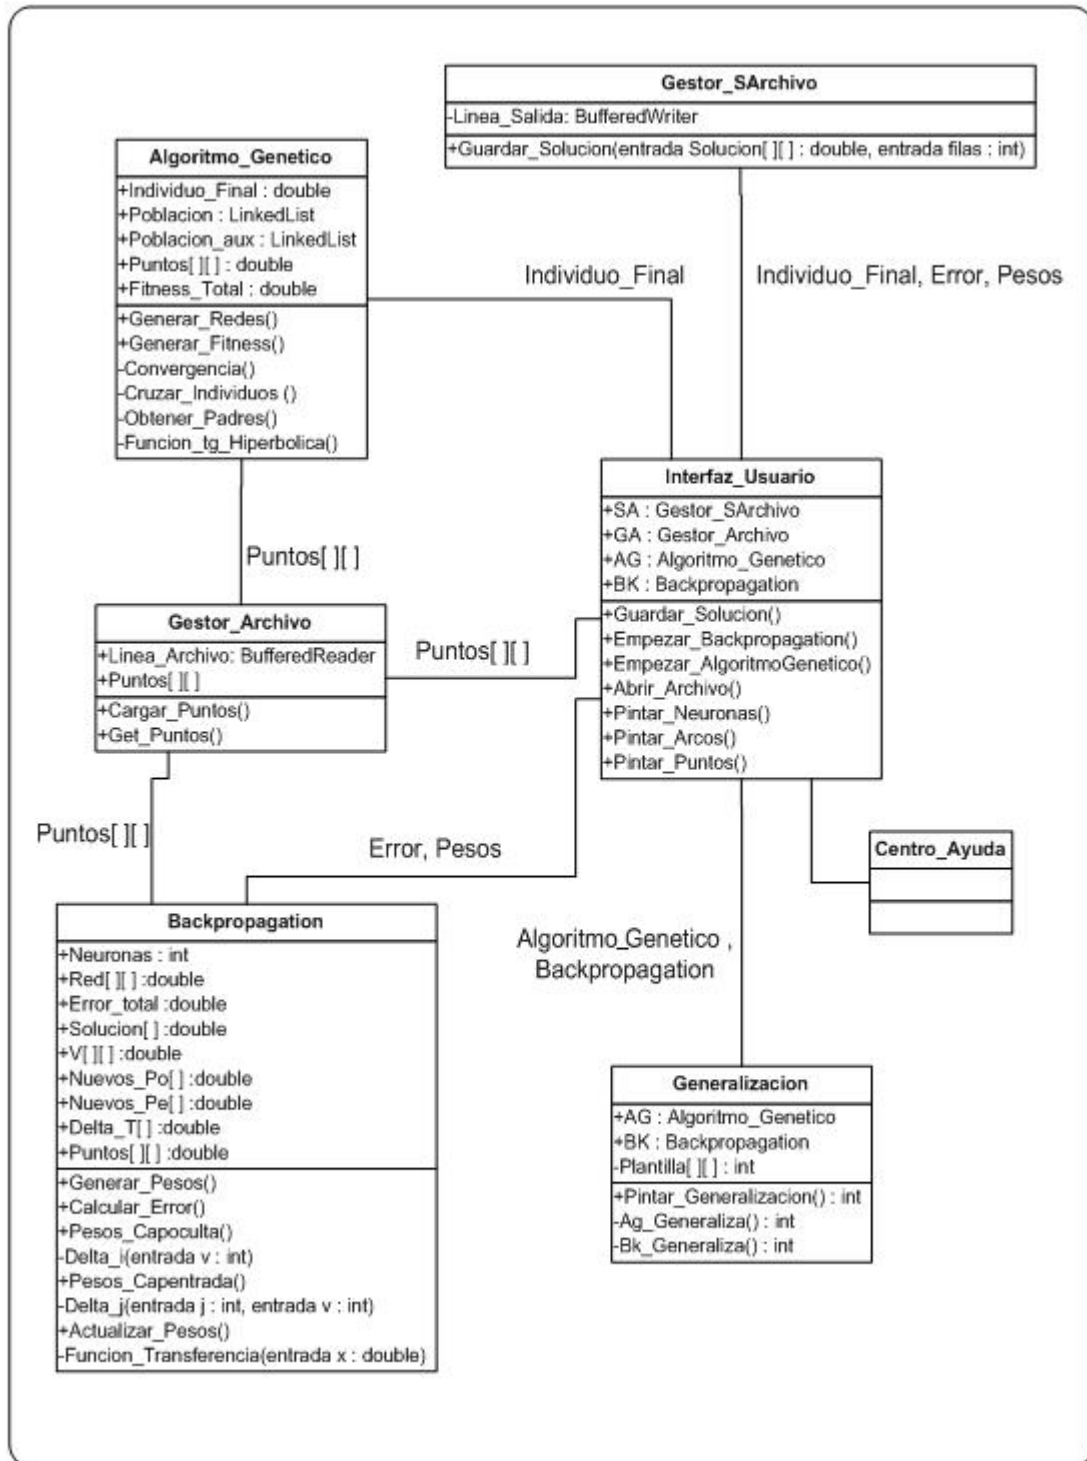 Gestor_SArchivo
-Linea_Salida: BufferedWriter
+Guardar_Solucion(entrada Solucion[ ][ ] : double, entrada filas : int)
Algoritmo_Genetico
+Individuo_Final : double
+Poblacion : LinkedList
+Poblacion_aux : LinkedList
+Puntos[ ][ ] : double
+Fitness_Total : double
+Generar_Redes()
+Generar_Fitness()
-Convergencia()
-Cruzar_Individuos ()
-Obtener_Padres()
-Funcion_tg_Hiperbolica()
Individuo_Final
Individuo_Final, Error, Pesos
Interfaz_Usuario
+SA : Gestor_SArchivo
+GA : Gestor_Archivo
+AG : Algoritmo_Genetico
+BK : Backpropagation
+Guardar_Solucion()
+Empezar_Backpropagation()
+Empezar_AlgoritmoGenetico()
+Abrir_Archivo()
+Pintar_Neuronas()
+Pintar_Arcos()
+Pintar_Puntos()
Puntos[ ][ ]
Gestor_Archivo
+Linea_Archivo: BufferedReader
+Puntos[ ][ ]
+Cargar_Puntos()
+Get_Puntos()
Puntos[ ][ ]
Puntos[ ][ ]
Error, Pesos
Centro_Ayuda
Backpropagation
+Neuronas : int
+Red[ ][ ] :double
+Error_total :double
+Solucion[ ] :double
+V[ ][ ] :double
+Nuevos_Po[ ] :double
+Nuevos_Pe[ ] :double
+Delta_T[ ] :double
+Puntos[ ][ ] :double
+Generar_Pesos()
+Calcular_Error()
+Pesos_Capoculta()
-Delta_i(entrada v : int)
+Pesos_Capentrada()
-Delta_j(entrada j : int, entrada v : int)
+Actualizar_Pesos()
-Funcion_Transferencia(entrada x : double)
Algoritmo_Genetico ,
Backpropagation
Generalizacion
+AG : Algoritmo_Genetico
+BK : Backpropagation
-Plantilla[ ][ ] : int
+Pintar_Generalizacion() : int
-Ag_Generaliza() : int
-Bk_Generaliza() : int